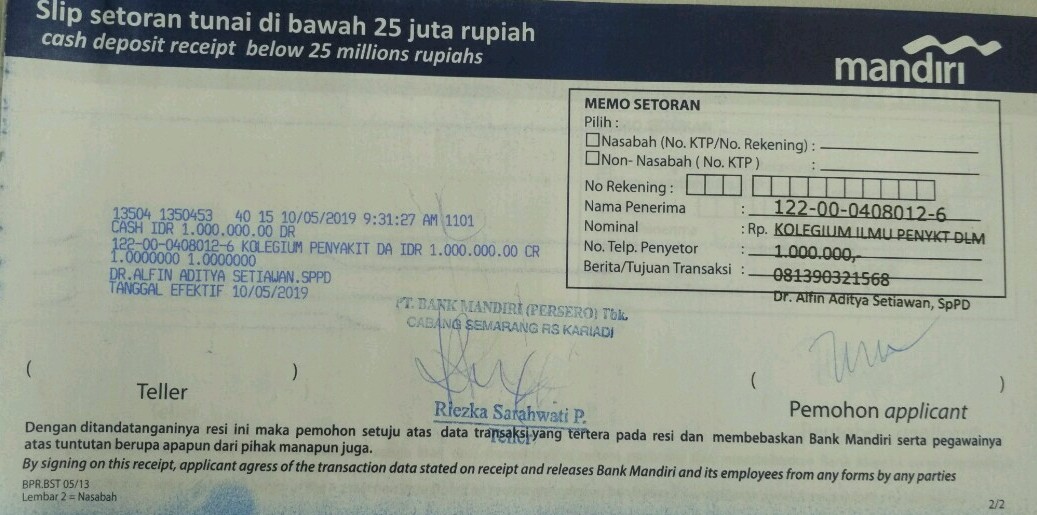 Slip setoran tunai di bawah 25 juta rupiah
cash deposit receipt below 25 millions rupiahs
mandiri
MEMO SETORAN
Pilih :
Nasabah (No. KTP/No. Rekening) :
Non- Nasabah ( No. KTP ) :
No Rekening :
Nama Penerima : 122-00-0408012-6
Nominal : Rp. KOLEGIUM ILMU PENYKT DLM
No. Telp. Penyetor : 1.000.000,-
Berita/Tujuan Transaksi : 081390321568
Dr. Alfin Aditya Setiawan, SpPD
13504 1350453 40 15 10/05/2019 9:31:27 AM 1101
CASH IDR 1.000.000.00 DR
122-00-0408012-6 KOLEGIUM PENYAKIT DA IDR 1.000.000.00 CR
1.0000000 1.0000000
DR.ALFIN ADITYA SETIAWAN.SPPD
TANGGAL EFEKTIF 10/05/2019
PT. BANK MANDIRI (PERSERO) Tbk.
CABANG SEMARANG RS KARIADI
( )
Teller
Riezka Sarahwati P.
Teller
( )
Pemohon applicant
Dengan ditandatanganinya resi ini maka pemohon setuju atas data transaksi yang tertera pada resi dan membebaskan Bank Mandiri serta pegawainya
atas tuntutan berupa apapun dari pihak manapun juga.
By signing on this receipt, applicant agress of the transaction data stated on receipt and releases Bank Mandiri and its employees from any forms by any parties
BPR.BST 05/13
Lembar 2 = Nasabah
2/2